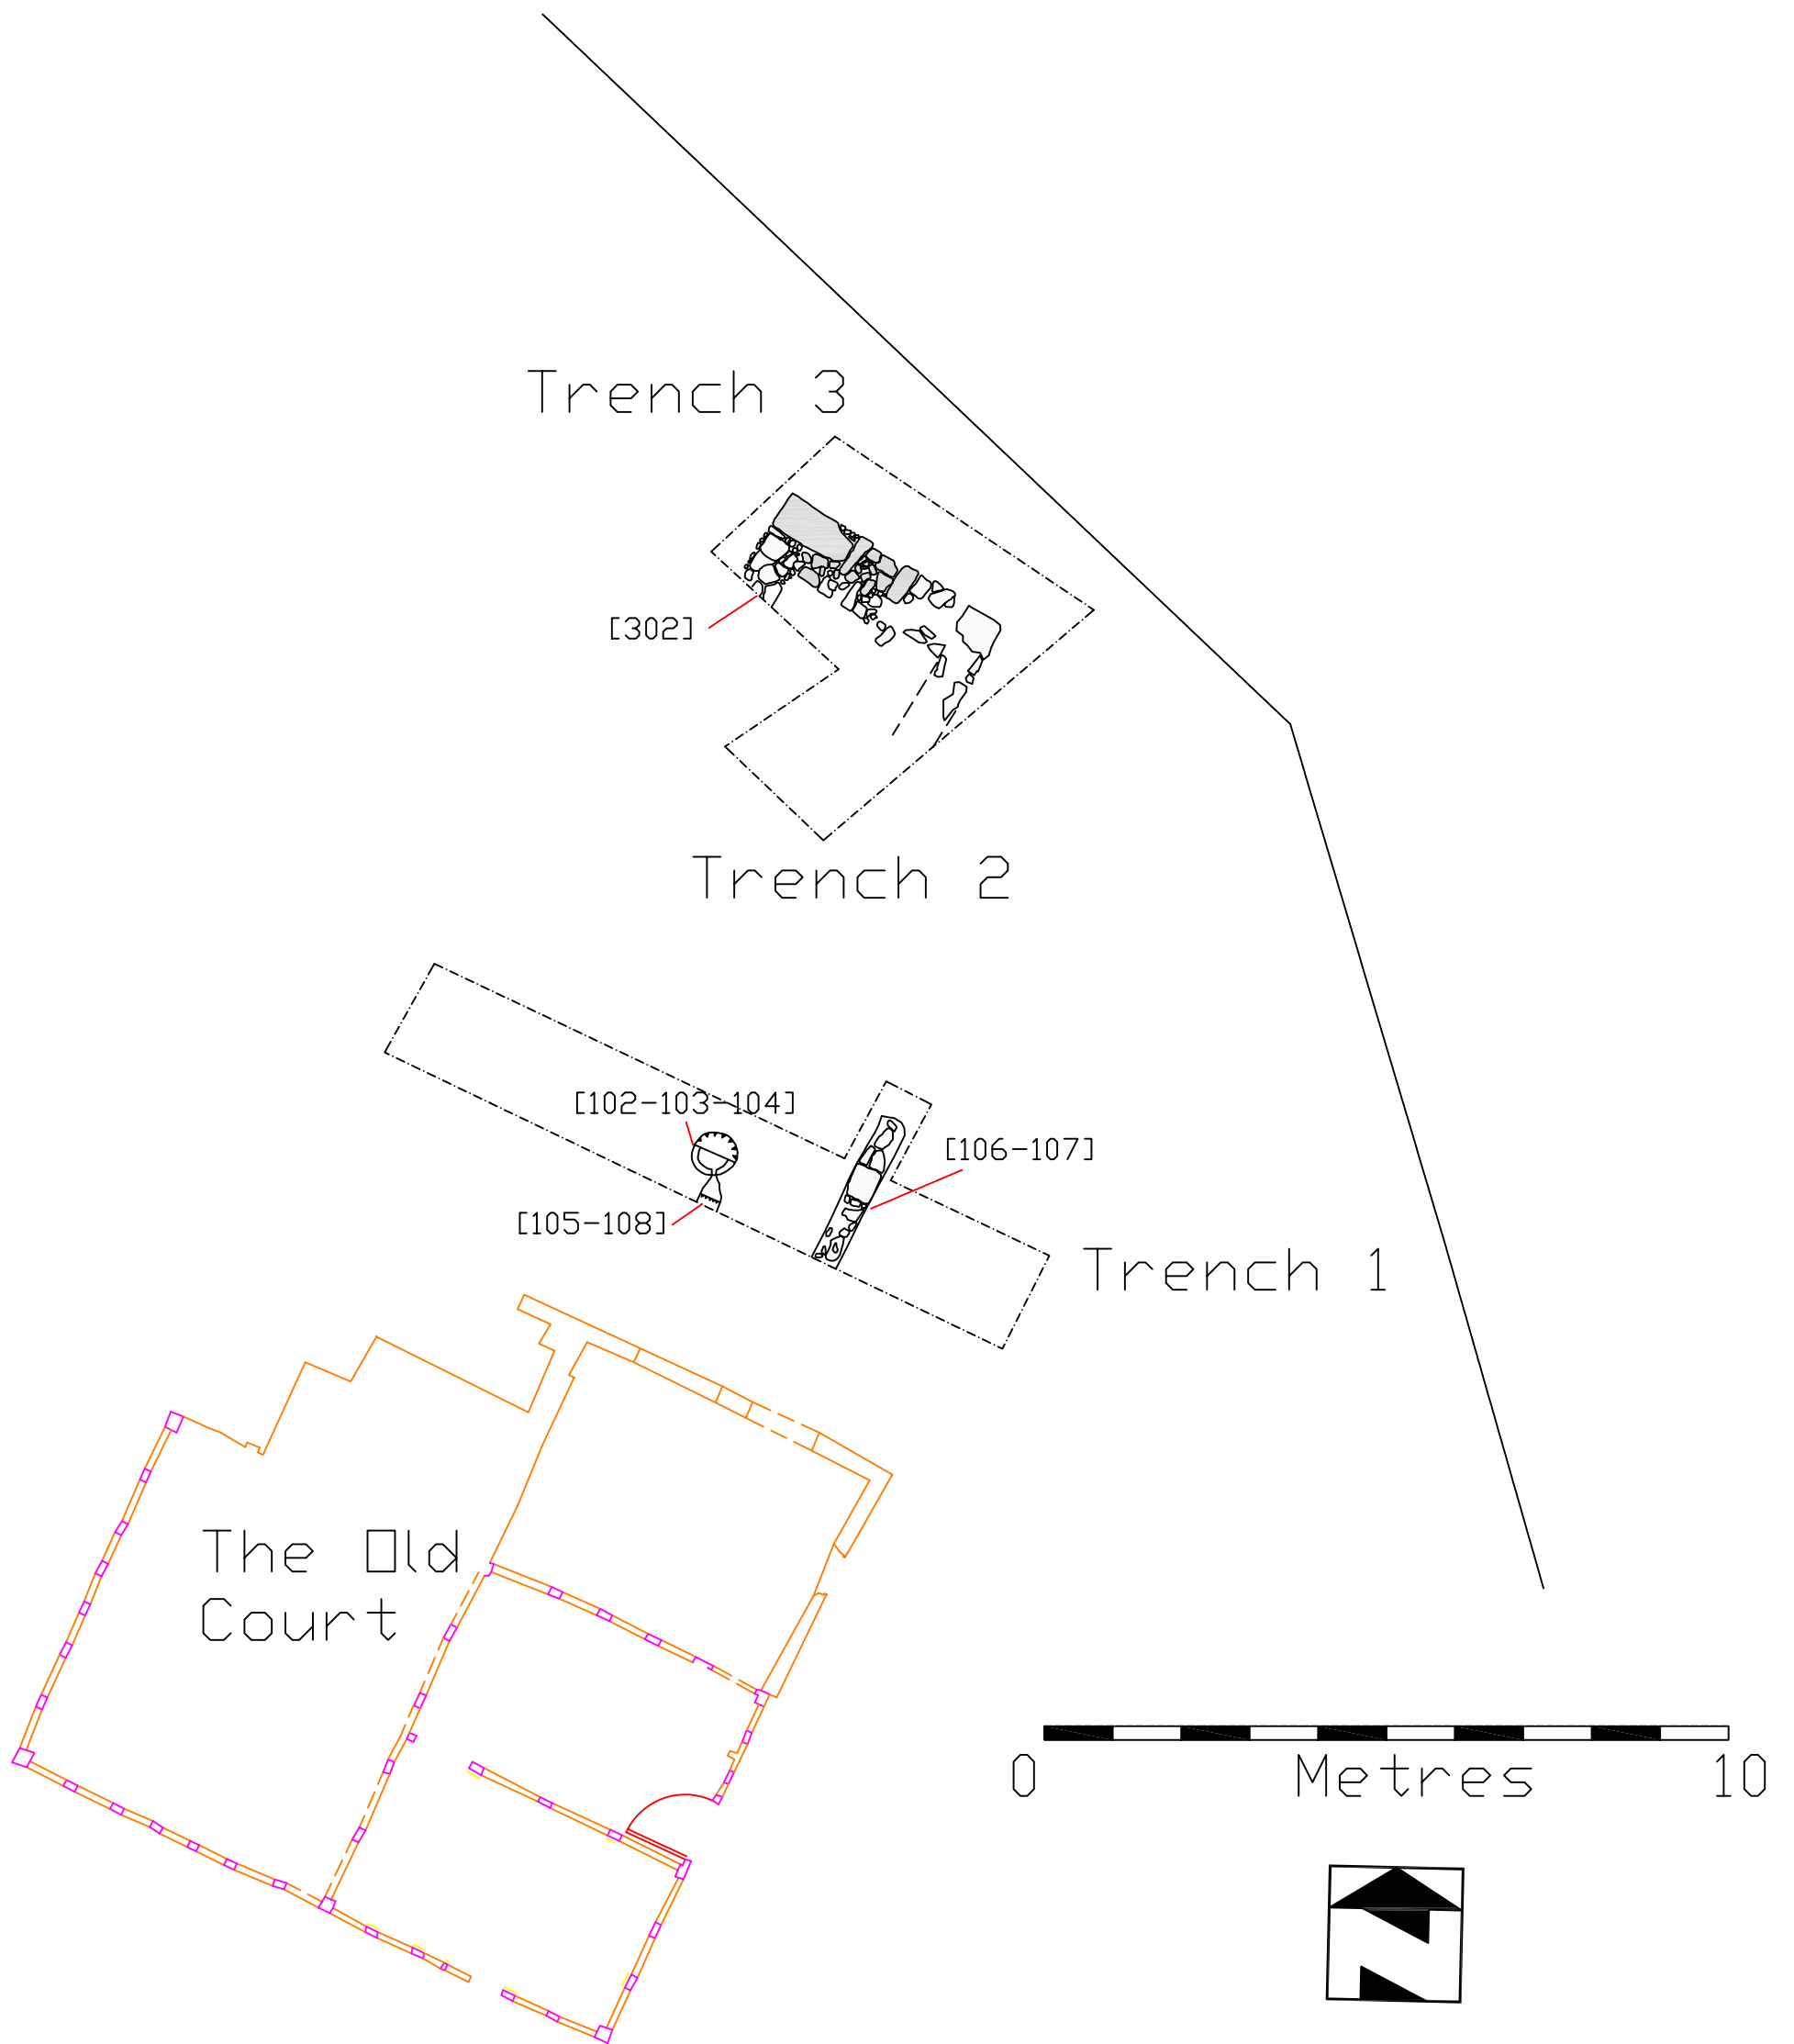 Trench 3
[302]
Trench 2
[102-103-104]
[106-107]
[105-108]
Trench 1
The Old
Court
0 Metres 10
N